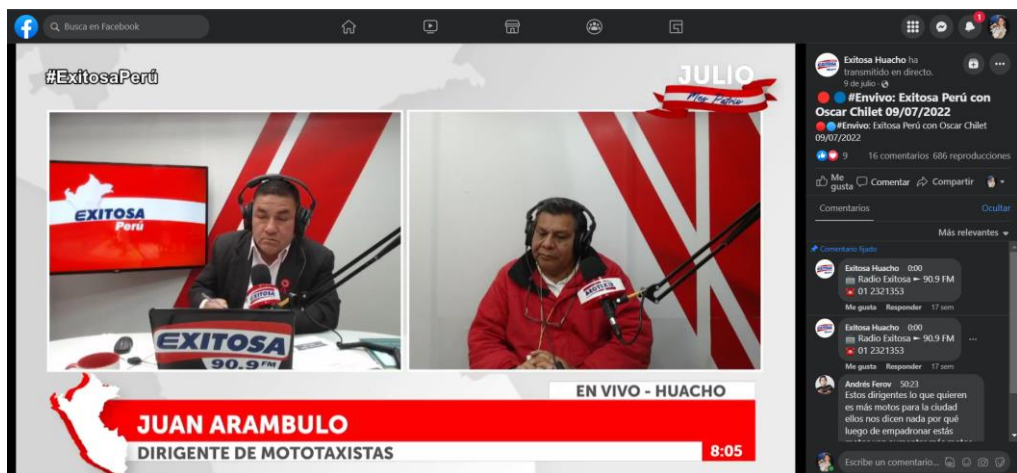 Busca en Facebook
1
#ExitosaPerú
JULIO
Mes Patrio
EXITOSA
Perú
EXITOSA
EXITOSA
EXITOSA
90.9 FM
EN VIVO - HUACHO
JUAN ARAMBULO
DIRIGENTE DE MOTOTAXISTAS
8:05
Exitosa Huacho ha
transmitido en directo.
9 de julio ·
#Envivo: Exitosa Perú con
Oscar Chilet 09/07/2022
#Envivo: Exitosa Perú con Oscar Chilet
09/07/2022
9
16 comentarios 686 reproducciones
Me
gusta
Comentar
Compartir
Comentarios
Ocultar
Más relevantes
Comentario fijado
Exitosa Huacho 0:00
Radio Exitosa ► 90.9 FM
01 2321353
Me gusta Responder 17 sem
Exitosa Huacho 0:00
Radio Exitosa ► 90.9 FM
01 2321353
Me gusta Responder 17 sem
Andrés Ferov 50:23
Estos dirigentes lo que quieren
es más motos para la ciudad
ellos nos dicen nada por qué
luego de empadronar estás
Escribe un comentario...